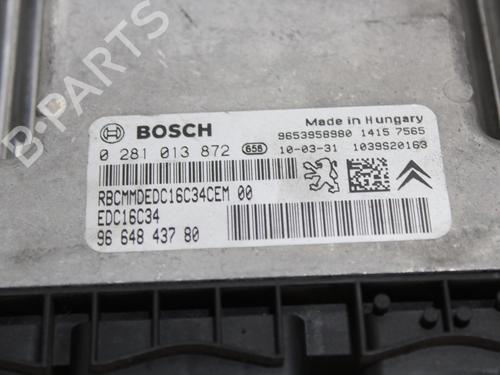 B-PARTS
BOSCH
Made in Hungary
9653958980 1415 7565
0 281 013 872 658 10-03-31 1039S20163
RBCMMDEDC16C34CEM 00
EDC16C34
96 648 437 80